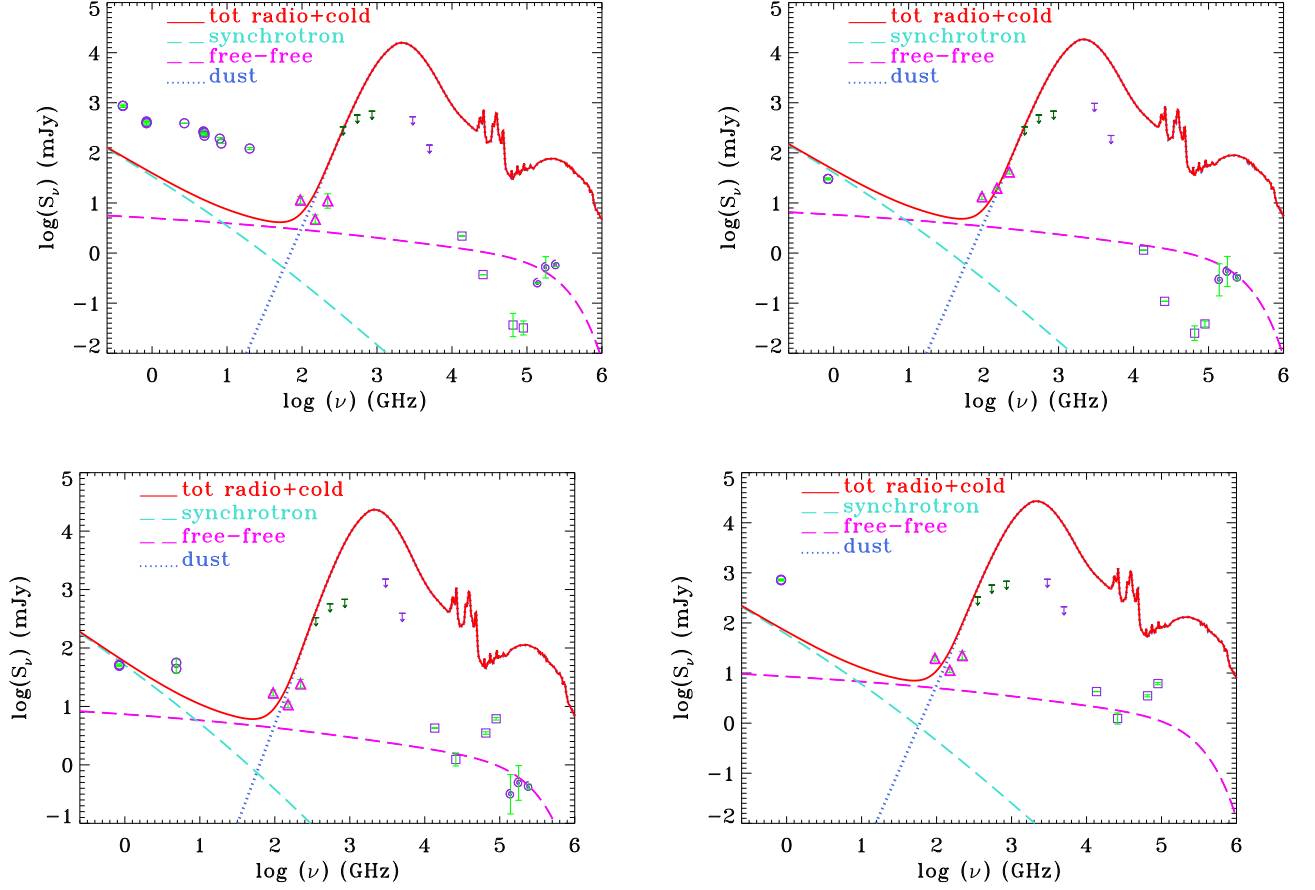 tot radio+cold
synchrotron
free-free
dust
5
4
3
2
1
0
-1
-2
log(Sν) (mJy)
0 1 2 3 4 5 6
log (ν) (GHz)
tot radio+cold
synchrotron
free-free
dust
5
4
3
2
1
0
-1
-2
log(Sν) (mJy)
0 1 2 3 4 5 6
log (ν) (GHz)
tot radio+cold
synchrotron
free-free
dust
5
4
3
2
1
0
-1
log(Sν) (mJy)
0 1 2 3 4 5 6
log (ν) (GHz)
tot radio+cold
synchrotron
free-free
dust
5
4
3
2
1
0
-1
-2
log(Sν) (mJy)
0 1 2 3 4 5 6
log (ν) (GHz)